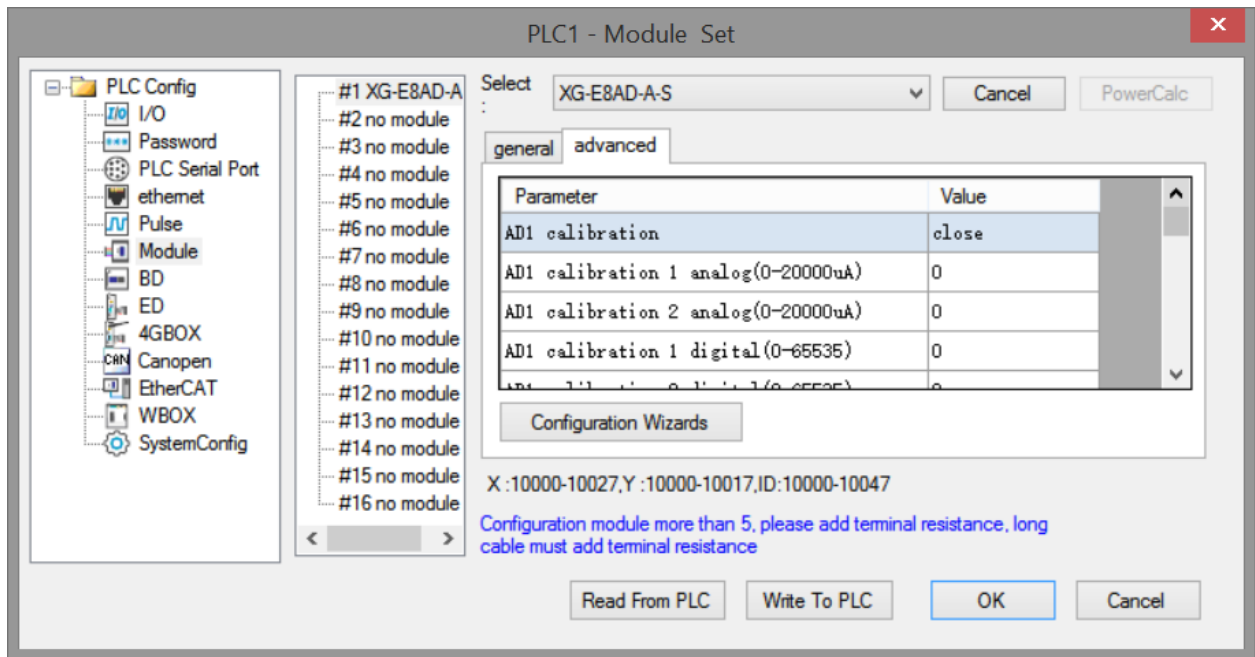 PLC1 - Module Set
PLC Config
I/O
I/O
Password
PLC Serial Port
ethernet
Pulse
Module
BD
ED
4GBOX
CAN
Canopen
EtherCAT
WBOX
SystemConfig
#1 XG-E8AD-A
#2 no module
#3 no module
#4 no module
#5 no module
#6 no module
#7 no module
#8 no module
#9 no module
#10 no module
#11 no module
#12 no module
#13 no module
#14 no module
#15 no module
#16 no module
Select
:
XG-E8AD-A-S
Cancel
PowerCalc
general
advanced
Parameter Value
AD1 calibration close
AD1 calibration 1 analog(0-20000uA) 0
AD1 calibration 2 analog(0-20000uA) 0
AD1 calibration 1 digital(0-65535) 0
Configuration Wizards
X :10000-10027,Y :10000-10017,ID:10000-10047
Configuration module more than 5, please add terminal resistance, long
cable must add terminal resistance
Read From PLC
Write To PLC
OK
Cancel